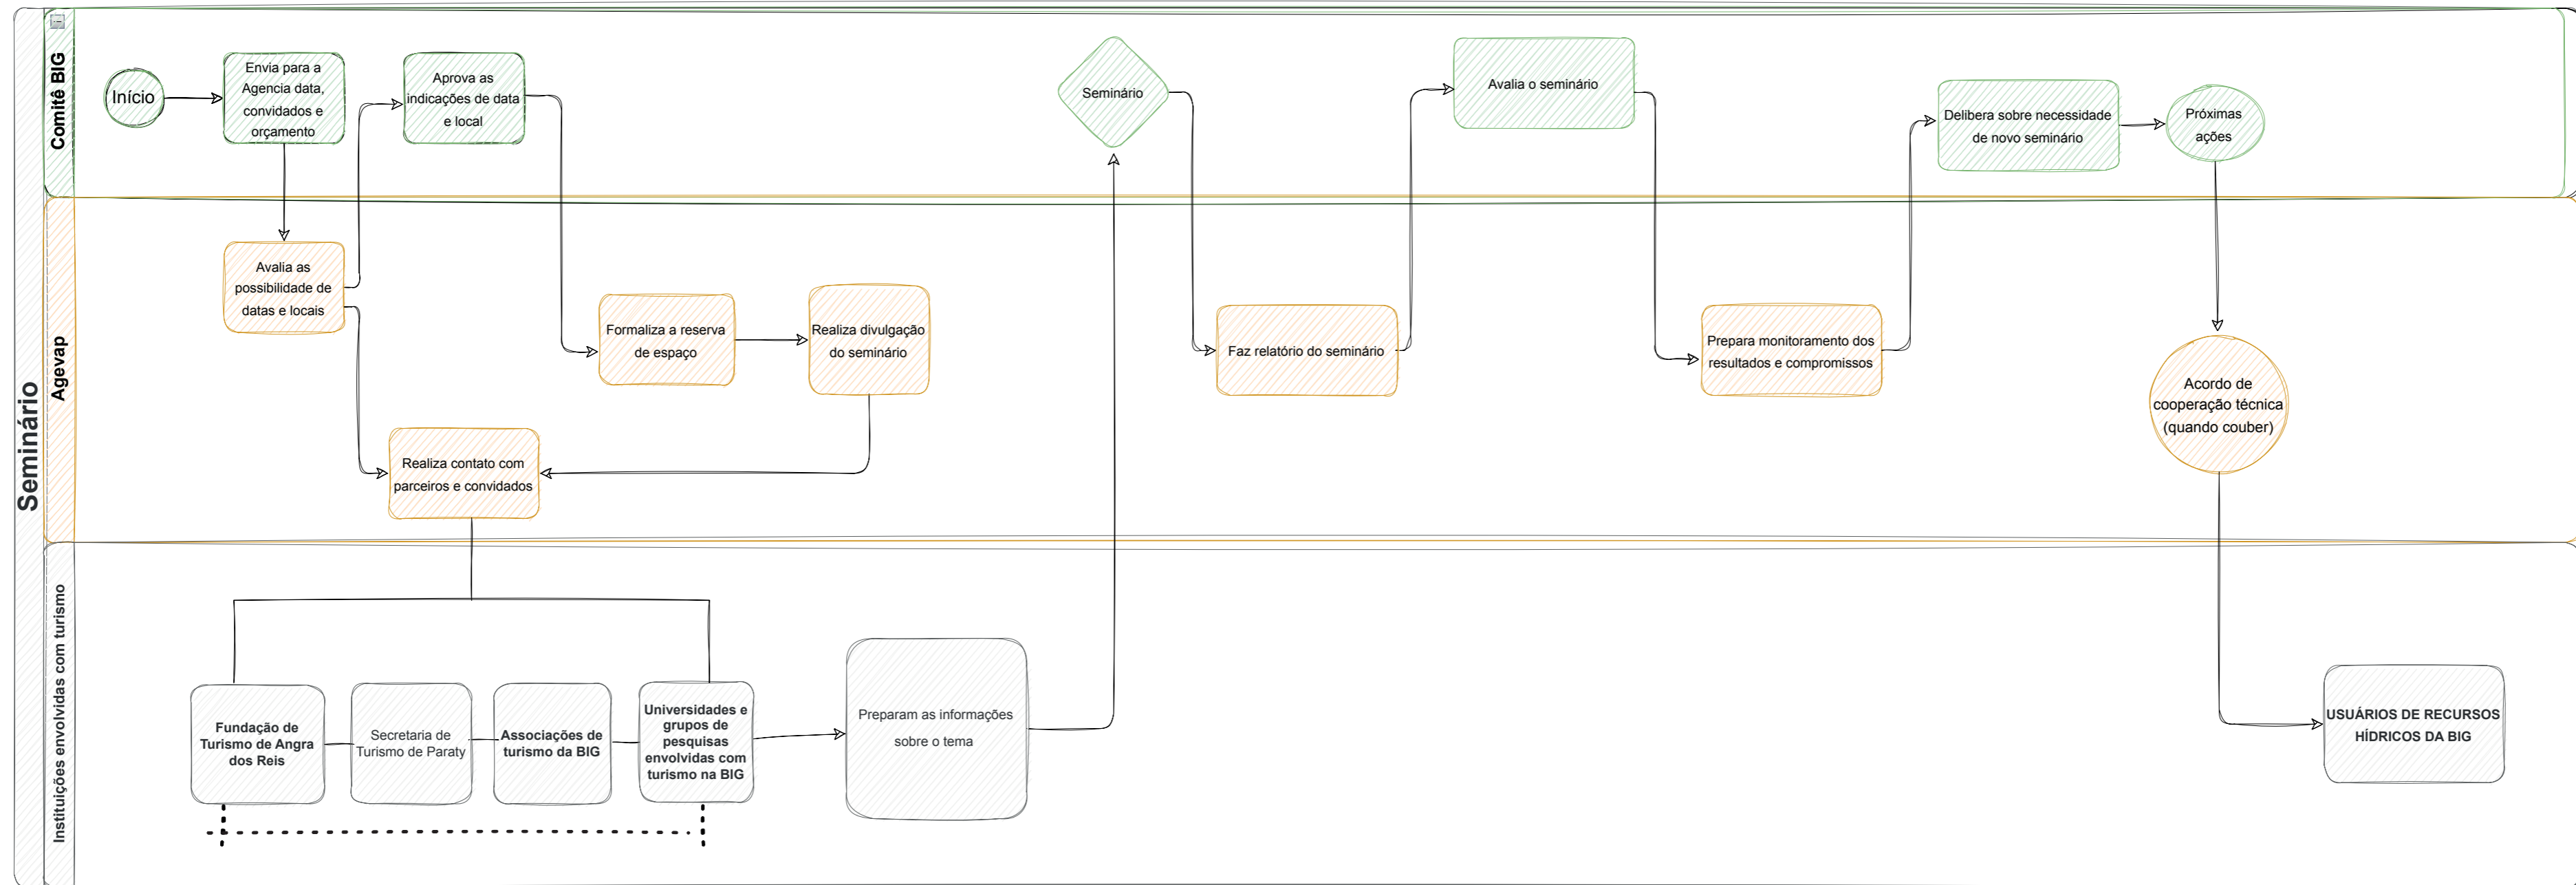 Seminário
Comitê BIG
Início
Envia para a
Agencia data,
convidados e
orçamento
Aprova as
indicações de data
e local
Seminário
Avalia o seminário
Delibera sobre necessidade
de novo seminário
Próximas
ações
Agevap
Avalia as
possibilidade de
datas e locais
Formaliza a reserva
de espaço
Realiza divulgação
do seminário
Realiza contato com
parceiros e convidados
Faz relatório do seminário
Prepara monitoramento dos
resultados e compromissos
Acordo de
cooperação técnica
(quando couber)
Instituições envolvidas com turismo
Fundação de
Turismo de Angra
dos Reis
Secretaria de
Turismo de Paraty
Associações de
turismo da BIG
Universidades e
grupos de
pesquisas
envolvidas com
turismo na BIG
Preparam as informações
sobre o tema
USUÁRIOS DE RECURSOS
HÍDRICOS DA BIG